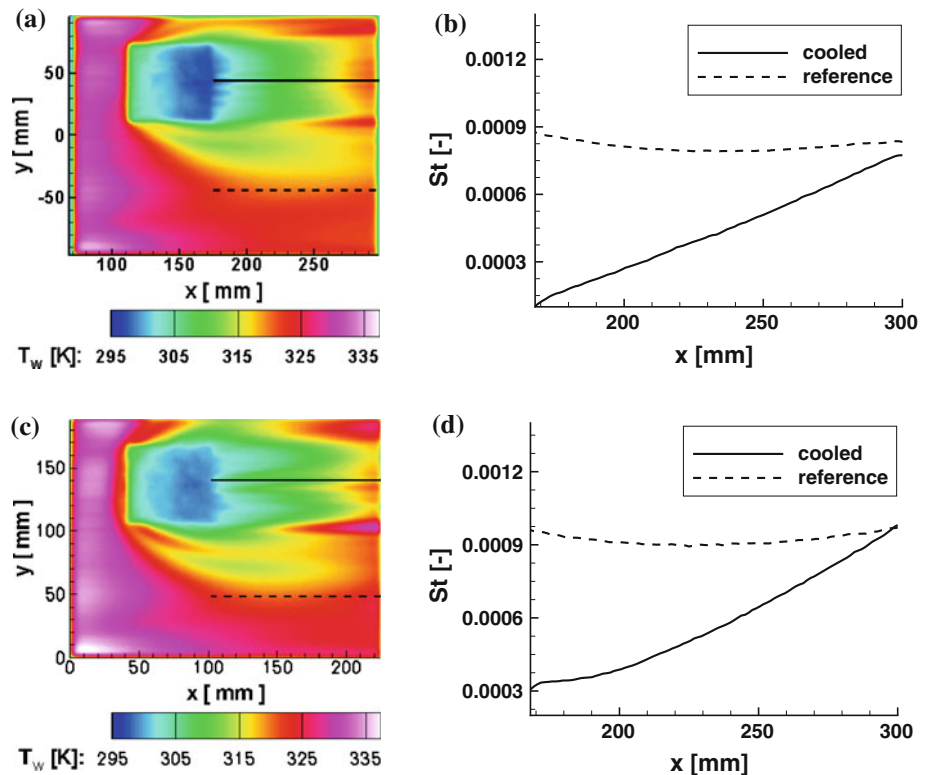 (a)
y [ mm ]
50
0
-50
100 150 200 250
x [ mm ]
T_w [K]: 295 305 315 325 335
(b)
St [-]
0.0012
0.0009
0.0006
0.0003
cooled
reference
200 250 300
x [mm]
(c)
y [ mm ]
150
100
50
0
0 50 100 150 200
x [ mm ]
T_w [K]: 295 305 315 325 335
(d)
St [-]
0.0012
0.0009
0.0006
0.0003
cooled
reference
200 250 300
x [mm]